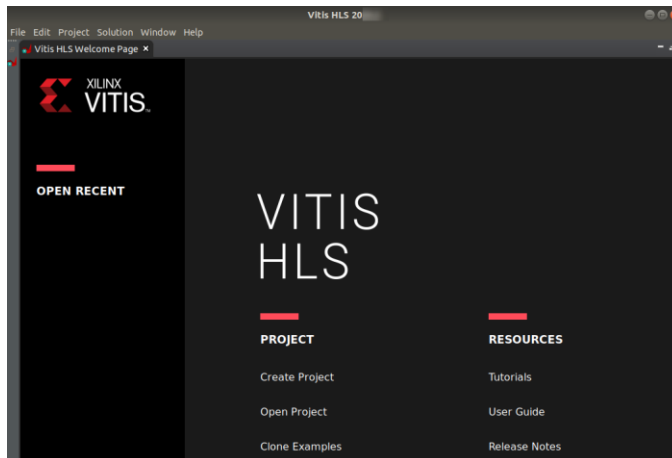 Vitis HLS 20
File Edit Project Solution Window Help
Vitis HLS Welcome Page
XILINX
VITIS™
OPEN RECENT
VITIS
HLS
PROJECT
RESOURCES
Create Project
Tutorials
Open Project
User Guide
Clone Examples
Release Notes